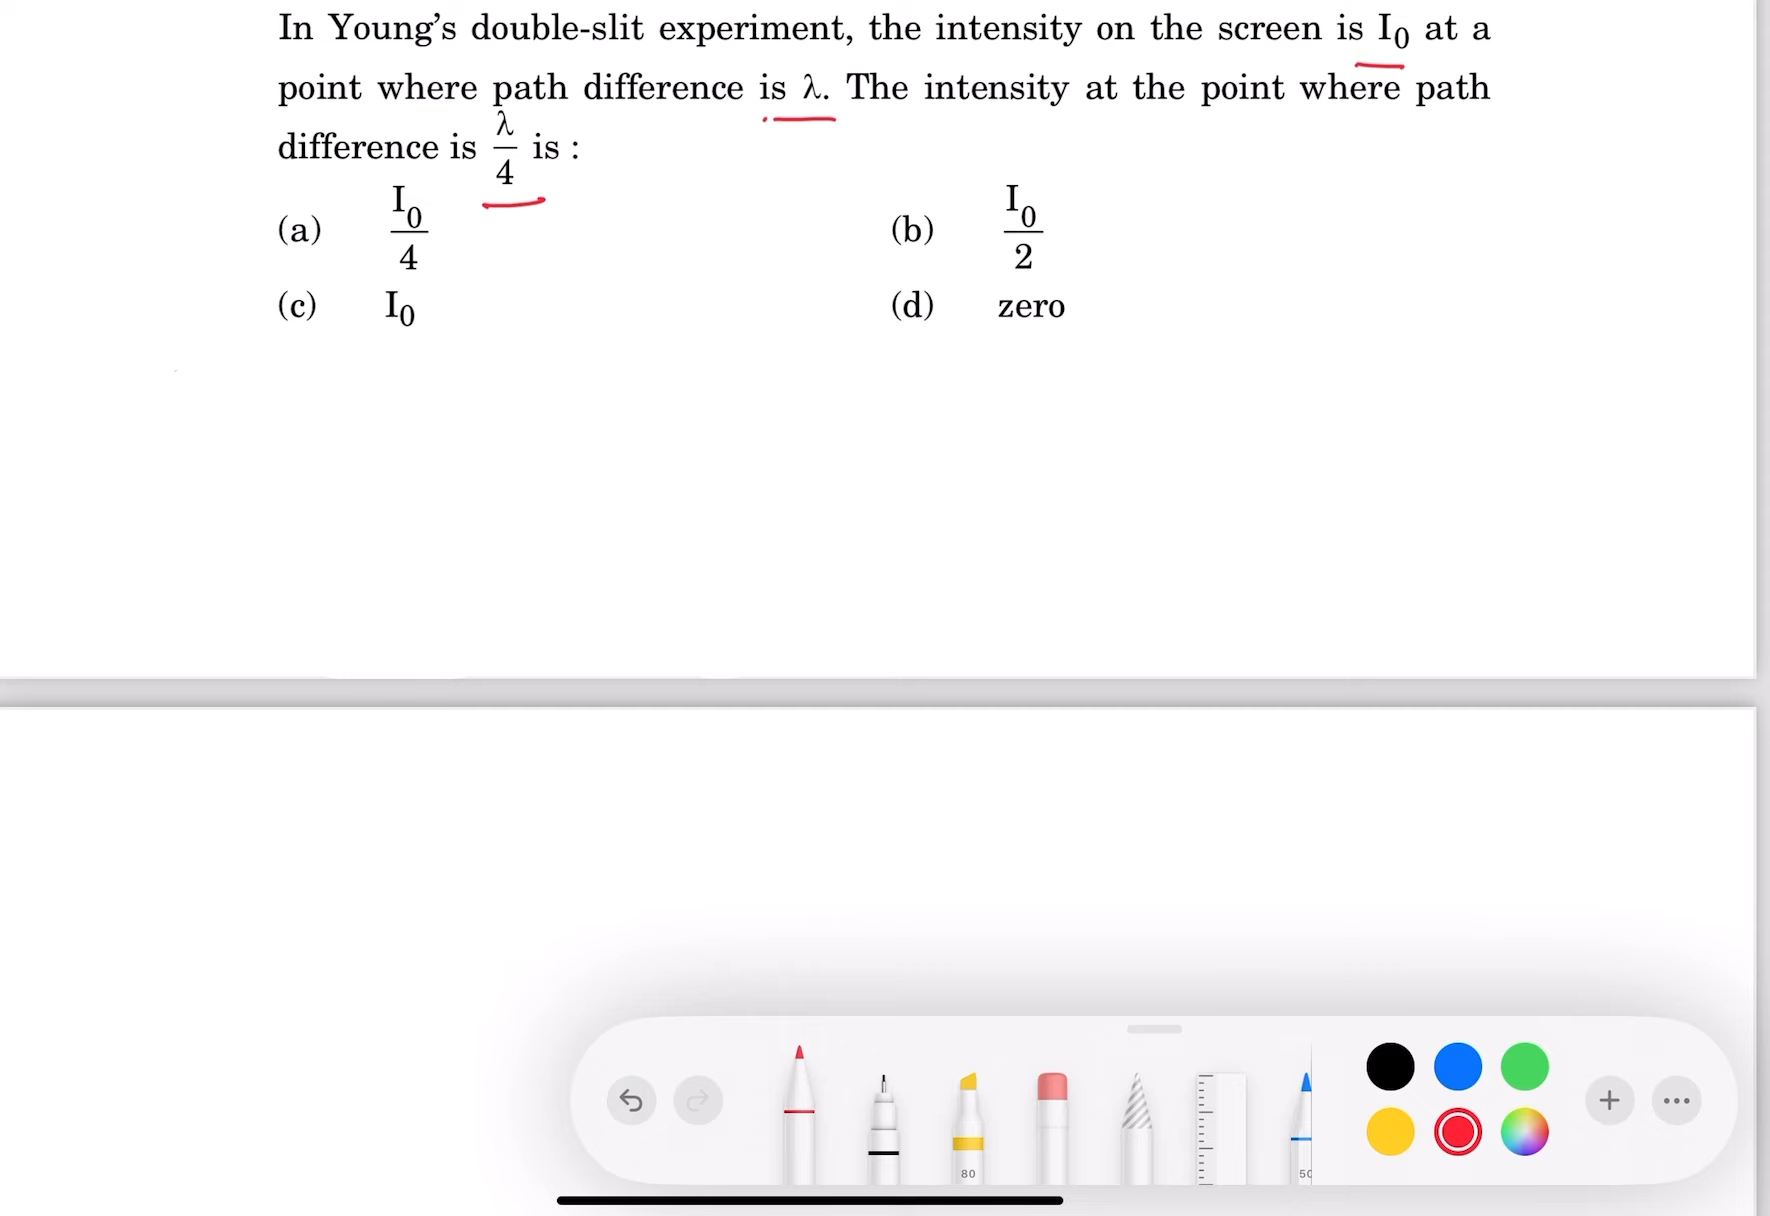 In Young’s double-slit experiment, the intensity on the screen is I₀ at a
point where path difference is λ. The intensity at the point where path
difference is λ/4 is :
(a) I₀/4 (b) I₀/2
(c) I₀ (d) zero
80
50